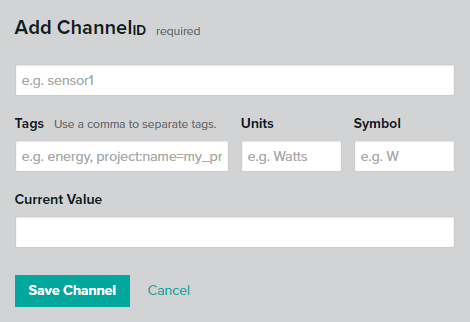 Add ChannelID required
e.g. sensor1
Tags Use a comma to separate tags. Units Symbol
e.g. energy, project:name=my_pr e.g. Watts e.g. W
Current Value
Save Channel Cancel